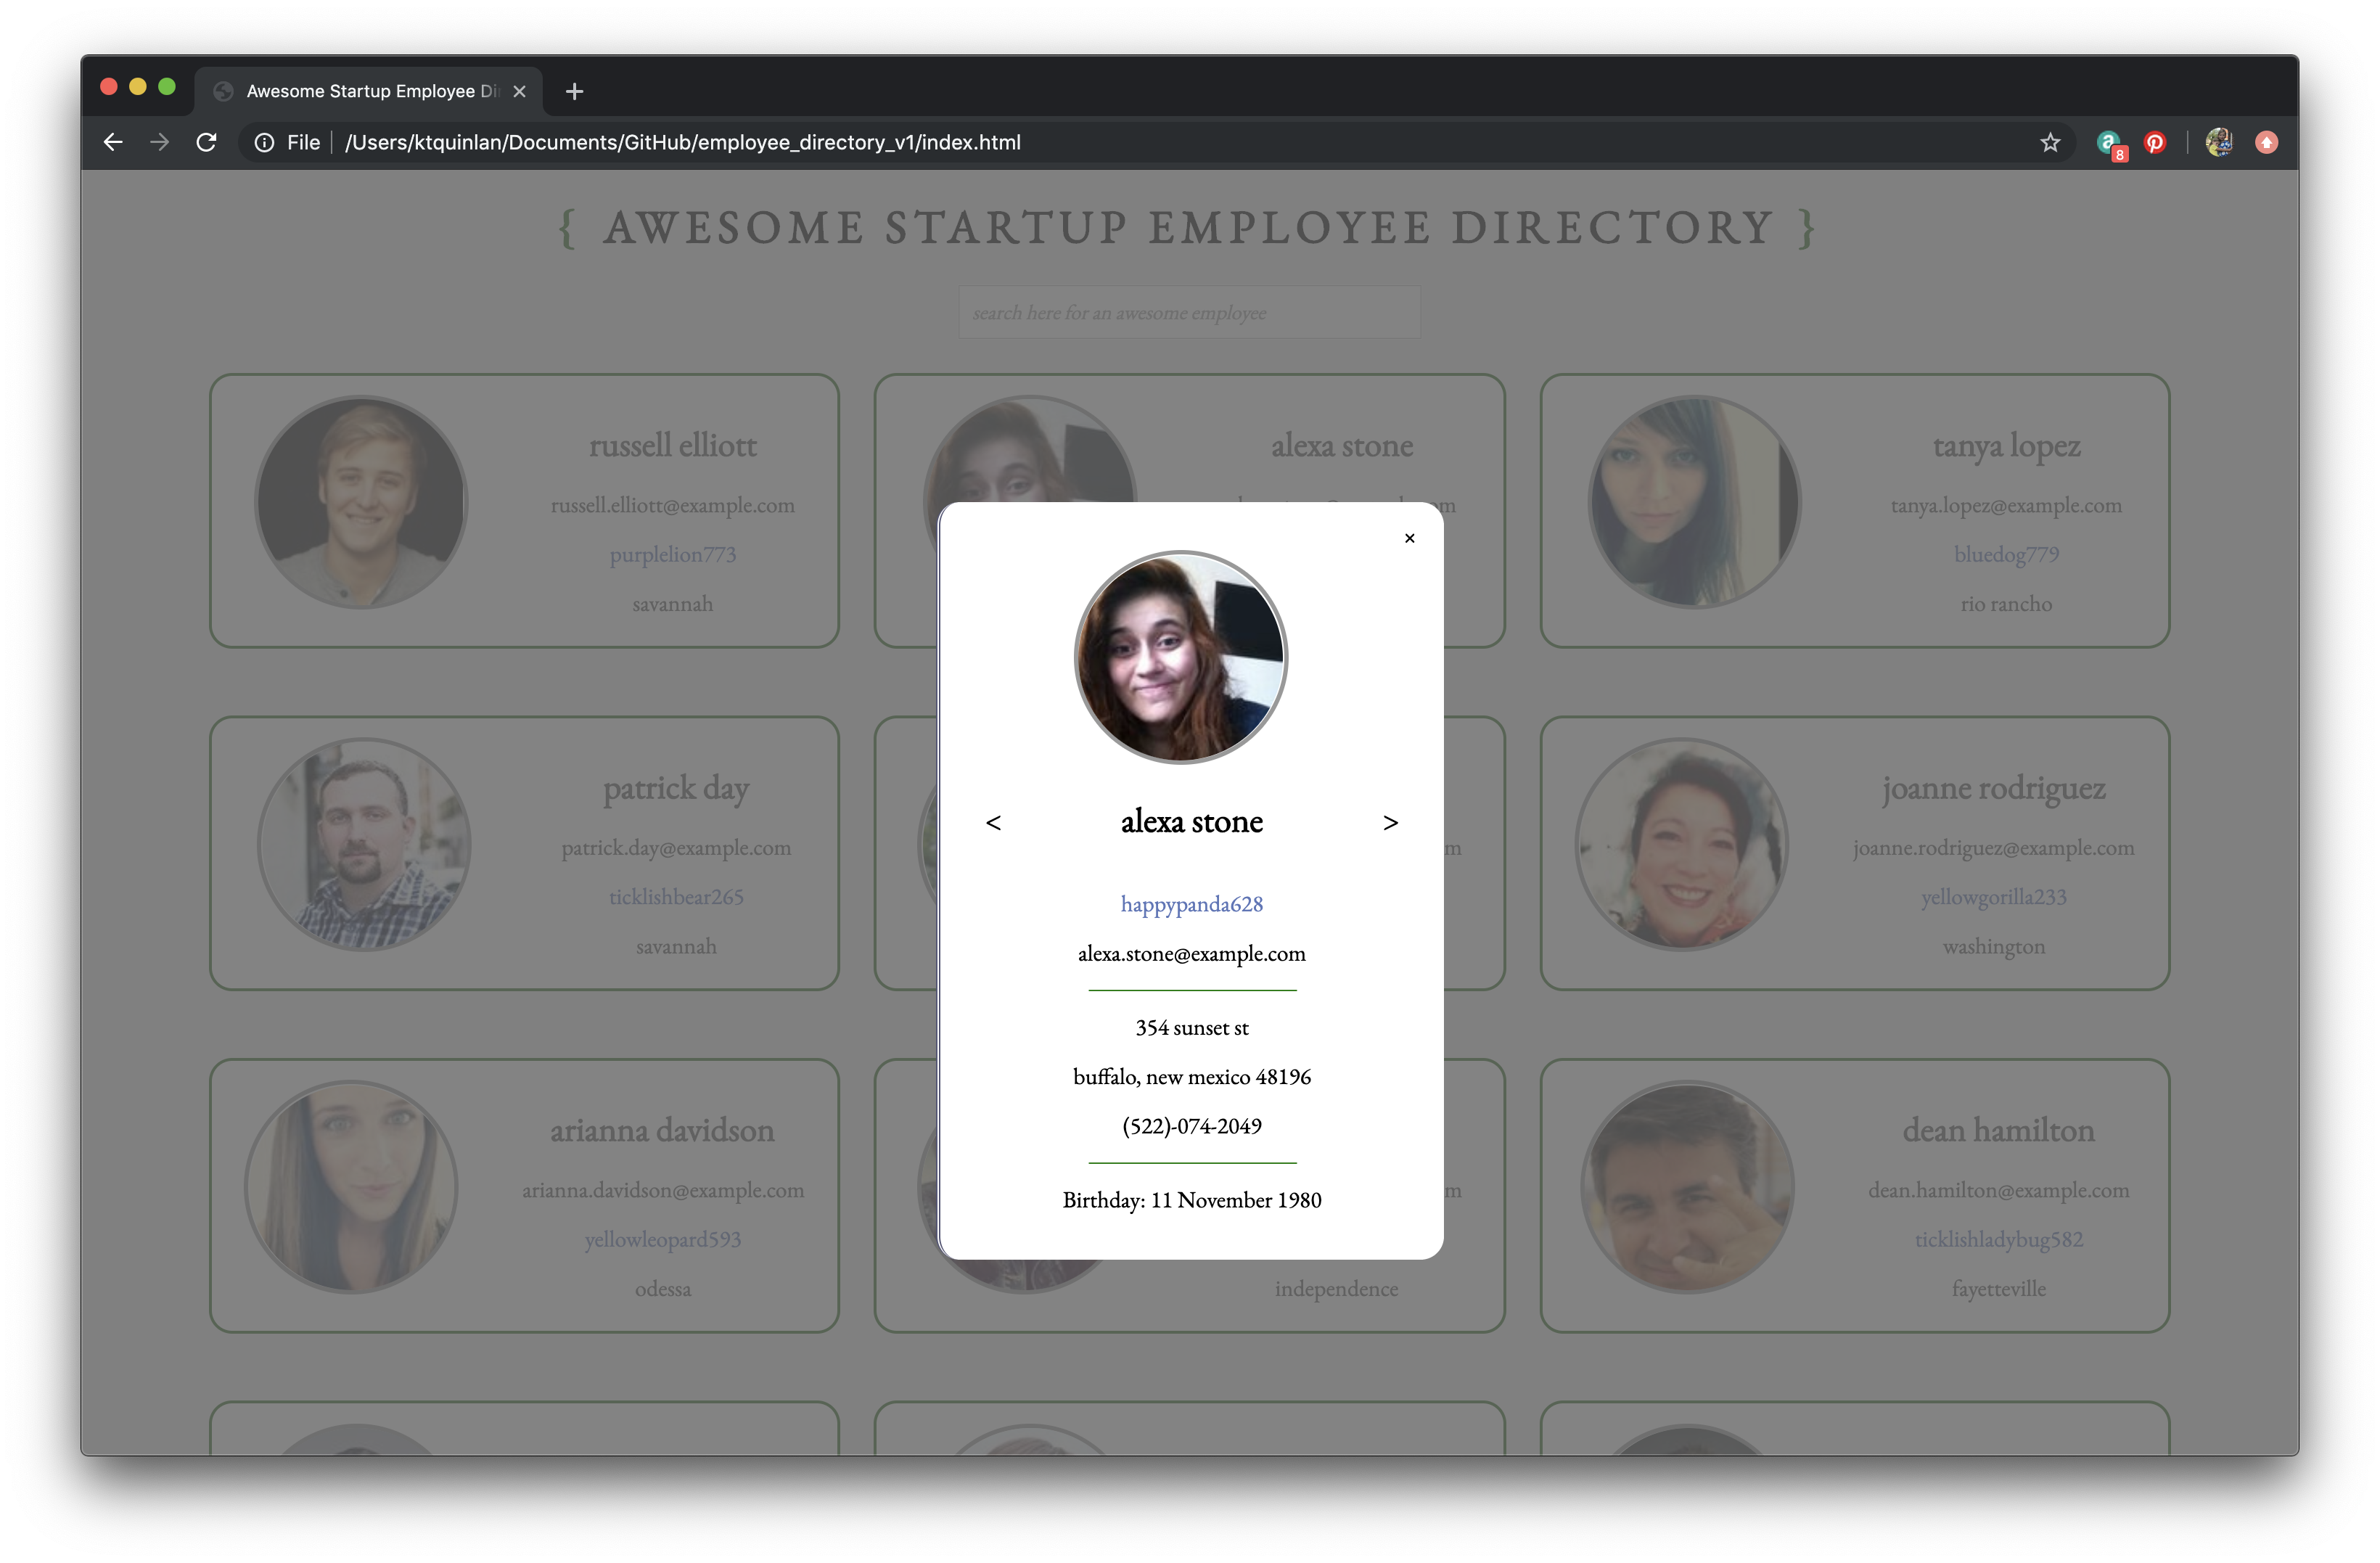 Awesome Startup Employee Di
File /Users/ktquinlan/Documents/GitHub/employee_directory_v1/index.html
8
{ AWESOME STARTUP EMPLOYEE DIRECTORY }
search here for an awesome employee
russell elliott
russell.elliott@example.com
purplelion773
savannah
alexa stone
tanya lopez
tanya.lopez@example.com
bluedog779
rio rancho
×
alexa stone
< >
happypanda628
alexa.stone@example.com
354 sunset st
buffalo, new mexico 48196
(522)-074-2049
Birthday: 11 November 1980
patrick day
patrick.day@example.com
ticklishbear265
savannah
joanne rodriguez
joanne.rodriguez@example.com
yellowgorilla233
washington
arianna davidson
arianna.davidson@example.com
yellowleopard593
odessa
independence
dean hamilton
dean.hamilton@example.com
ticklishladybug582
fayetteville